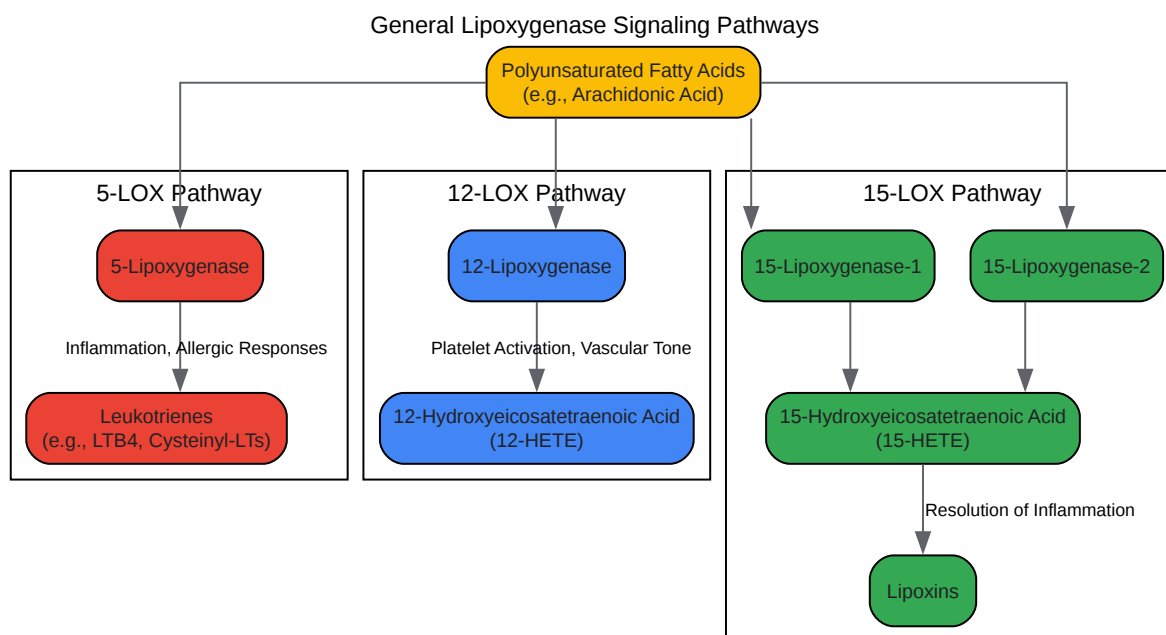 General Lipoxygenase Signaling Pathways
Polyunsaturated Fatty Acids
(e.g., Arachidonic Acid)
5-LOX Pathway
12-LOX Pathway
15-LOX Pathway
5-Lipoxygenase
12-Lipoxygenase
15-Lipoxygenase-1
15-Lipoxygenase-2
Inflammation, Allergic Responses
Platelet Activation, Vascular Tone
Leukotrienes
(e.g., LTB4, Cysteinyl-LTs)
12-Hydroxyeicosatetraenoic Acid
(12-HETE)
15-Hydroxyeicosatetraenoic Acid
(15-HETE)
Resolution of Inflammation
Lipoxins